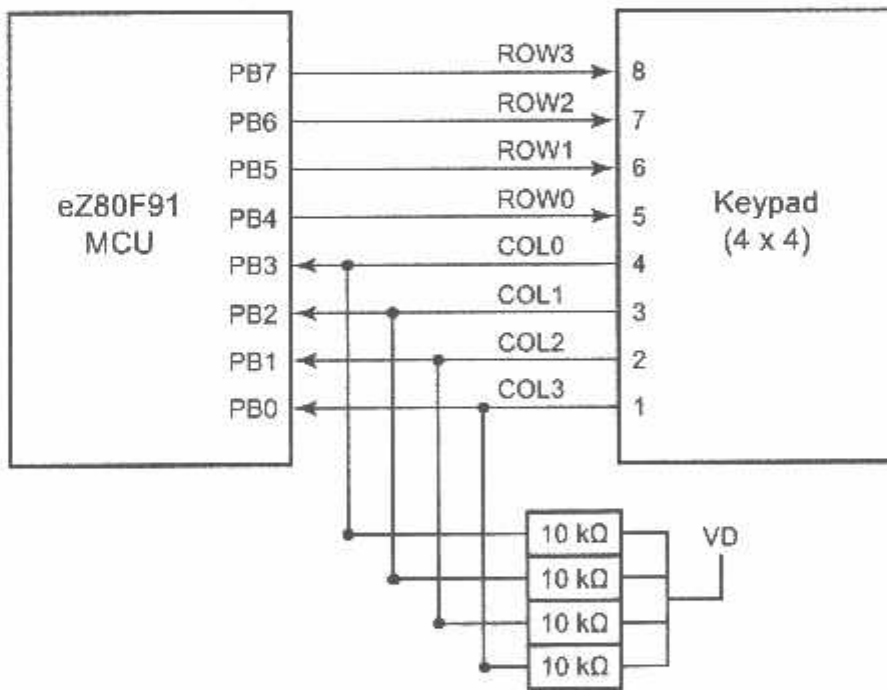 eZ80F91
MCU
PB7
PB6
PB5
PB4
PB3
PB2
PB1
PB0
ROW3
ROW2
ROW1
ROW0
COL0
COL1
COL2
COL3
8
7
6
5
4
3
2
1
Keypad
(4 x 4)
10 kΩ
10 kΩ
10 kΩ
10 kΩ
VD